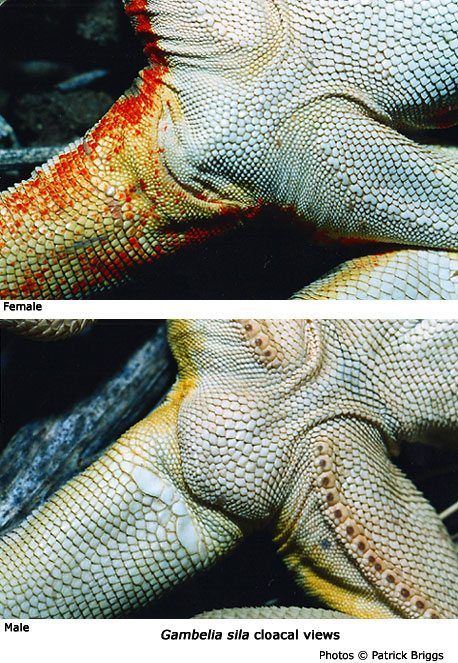 Female
Male
Gambelia sila cloacal views
Photos © Patrick Briggs